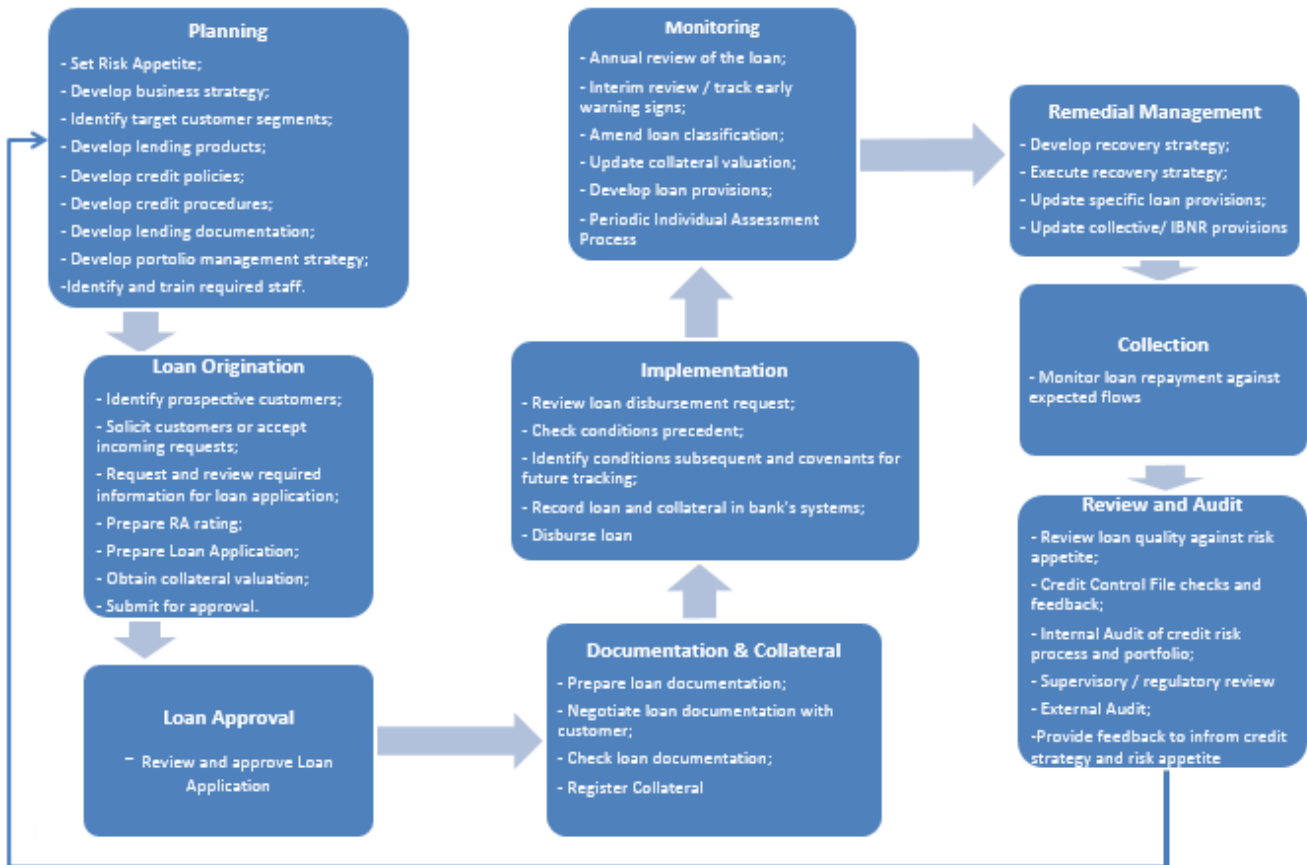 Planning
- Set Risk Appetite;
- Develop business strategy;
- Identify target customer segments;
- Develop lending products;
- Develop credit policies;
- Develop credit procedures;
- Develop lending documentation;
- Develop portolio management strategy;
-Identify and train required staff.
Loan Origination
- Identify prospective customers;
- Solicit customers or accept
incoming requests;
- Request and review required
information for loan application;
- Prepare RA rating;
- Prepare Loan Application;
- Obtain collateral valuation;
- Submit for approval.
Loan Approval
- Review and approve Loan
Application
Documentation & Collateral
- Prepare loan documentation;
- Negotiate loan documentation with
customer;
- Check loan documentation;
- Register Collateral
Implementation
- Review loan disbursement request;
- Check conditions precedent;
- Identify conditions subsequent and covenants for
future tracking;
- Record loan and collateral in bank's systems;
- Disburse loan
Monitoring
- Annual review of the loan;
- Interim review / track early
warning signs;
- Amend loan classification;
- Update collateral valuation;
- Develop loan provisions;
- Periodic Individual Assessment
Process
Remedial Management
- Develop recovery strategy;
- Execute recovery strategy;
- Update specific loan provisions;
- Update collective/ IBNR provisions
Collection
- Monitor loan repayment against
expected flows
Review and Audit
- Review loan quality against risk
appetite;
- Credit Control File checks and
feedback;
- Internal Audit of credit risk
process and portfolio;
- Supervisory / regulatory review
- External Audit;
-Provide feedback to infrom credit
strategy and risk appetite